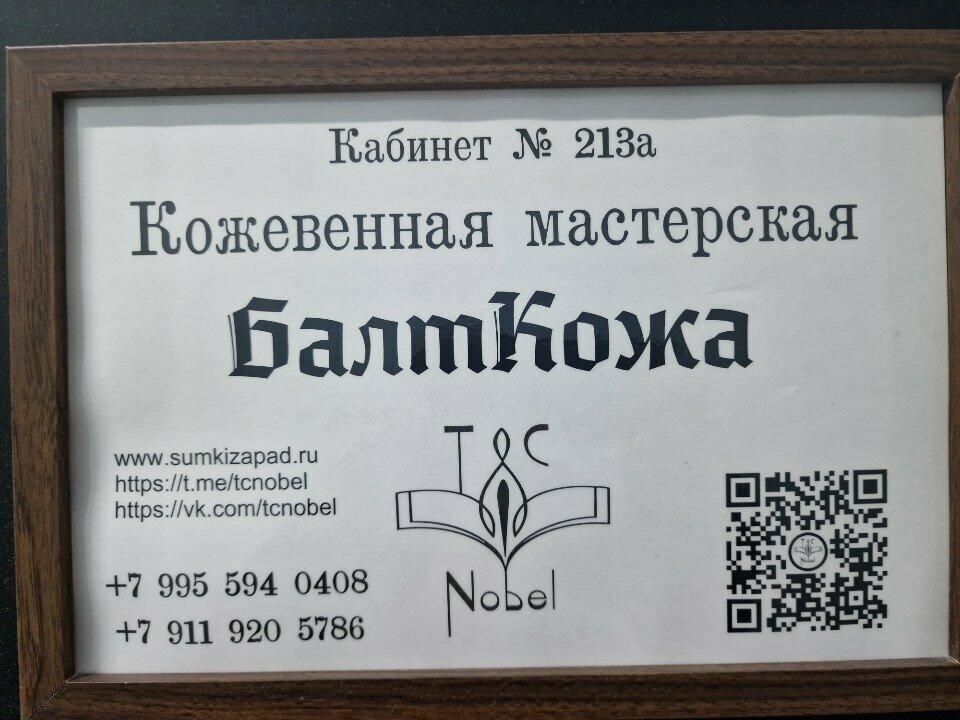 Кабинет № 213а
Кожевенная мастерская
БалтКожа
www.sumkizapad.ru
https://t.me/tcnobel
https://vk.com/tcnobel
T C
Nobel
+7 995 594 0408
+7 911 920 5786
T C
Nobel